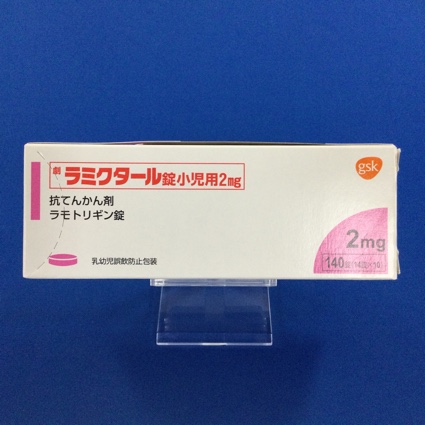 劇 ラミクタール錠小児用2mg
gsk
抗てんかん剤
ラモトリギン錠
2mg
140錠(14錠×10)
乳幼児誤飲防止包装